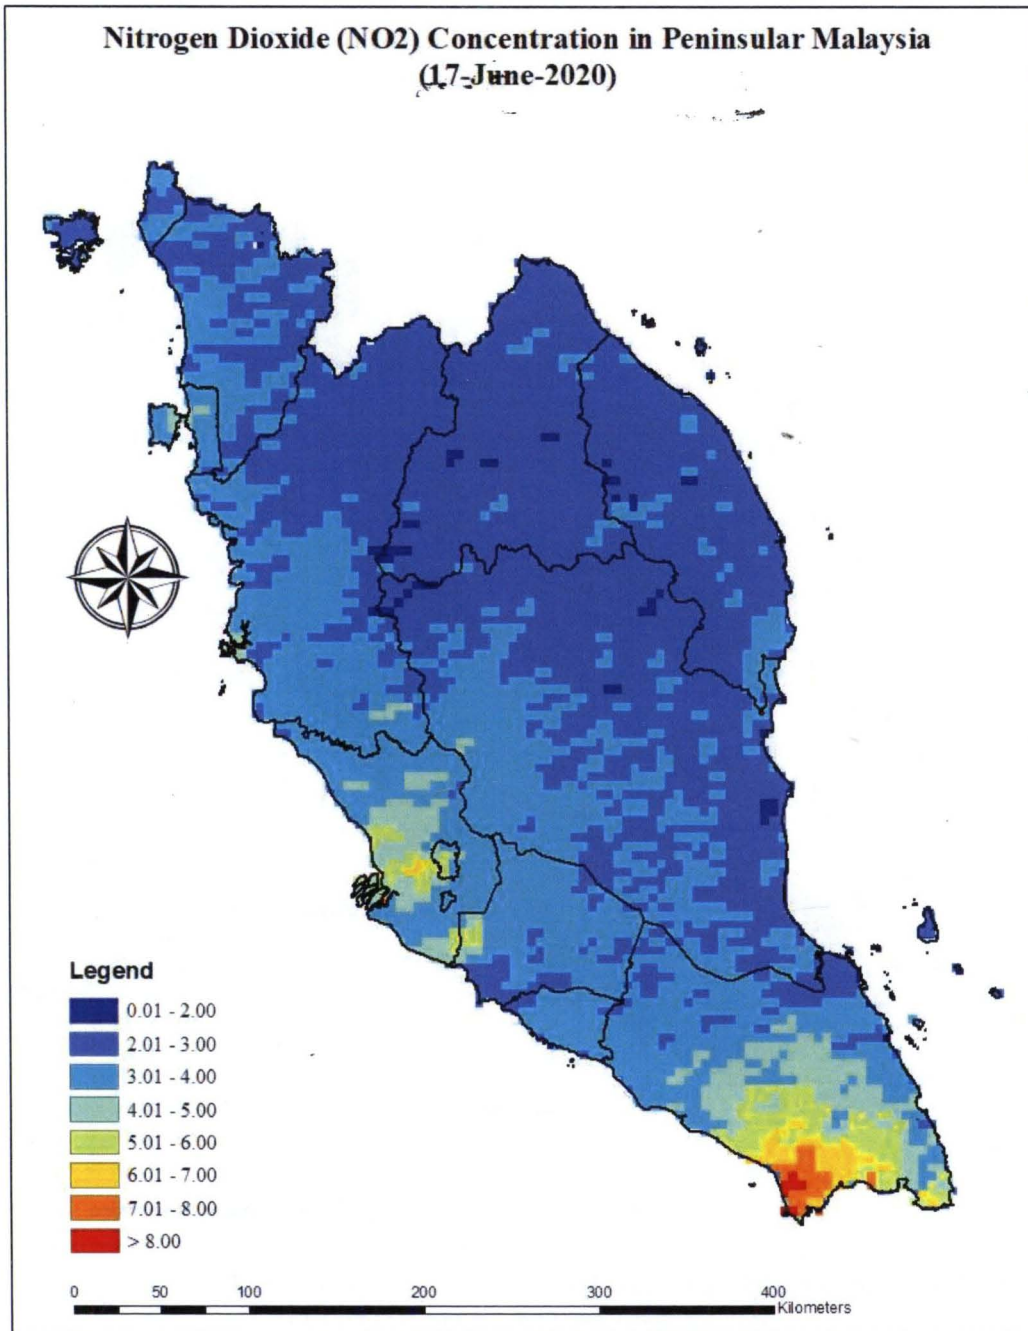 Nitrogen Dioxide (NO2) Concentration in Peninsular Malaysia
(17-June-2020)
Legend
0.01 - 2.00
2.01 - 3.00
3.01 - 4.00
4.01 - 5.00
5.01 - 6.00
6.01 - 7.00
7.01 - 8.00
> 8.00
0 50 100 200 300 400
Kilometers